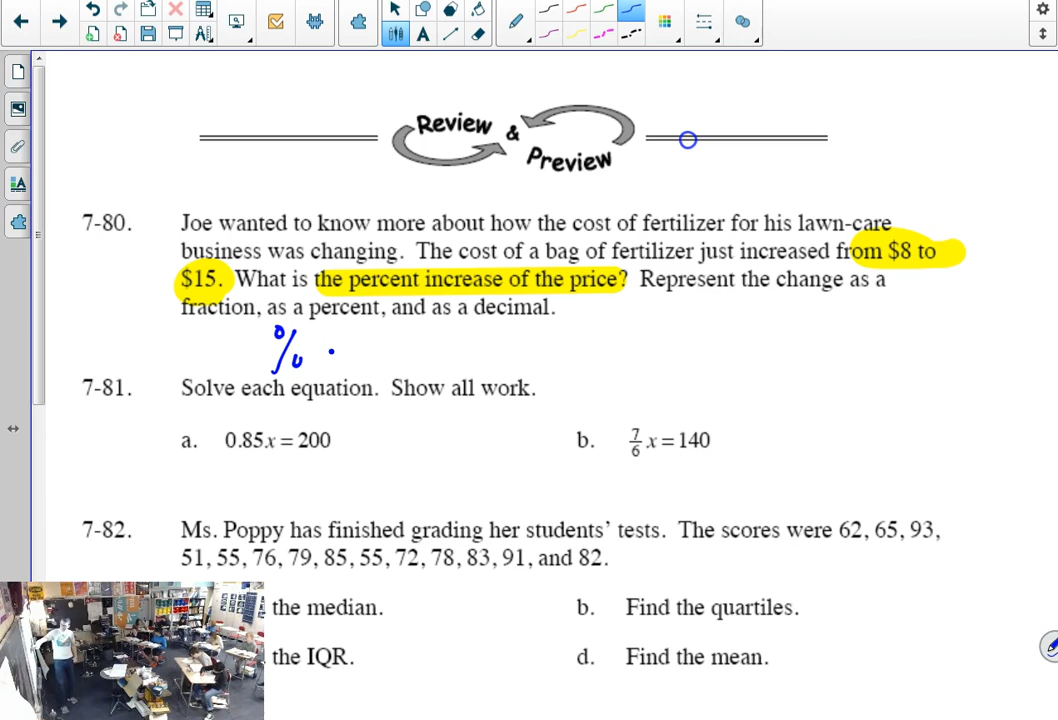 Review &
Preview
7-80. Joe wanted to know more about how the cost of fertilizer for his lawn-care
business was changing. The cost of a bag of fertilizer just increased from $8 to
$15. What is the percent increase of the price? Represent the change as a
fraction, as a percent, and as a decimal.
% .
7-81. Solve each equation. Show all work.
a. 0.85x = 200 b. 7/6 x = 140
7-82. Ms. Poppy has finished grading her students' tests. The scores were 62, 65, 93,
51, 55, 76, 79, 85, 55, 72, 78, 83, 91, and 82.
the median. b. Find the quartiles.
the IQR. d. Find the mean.